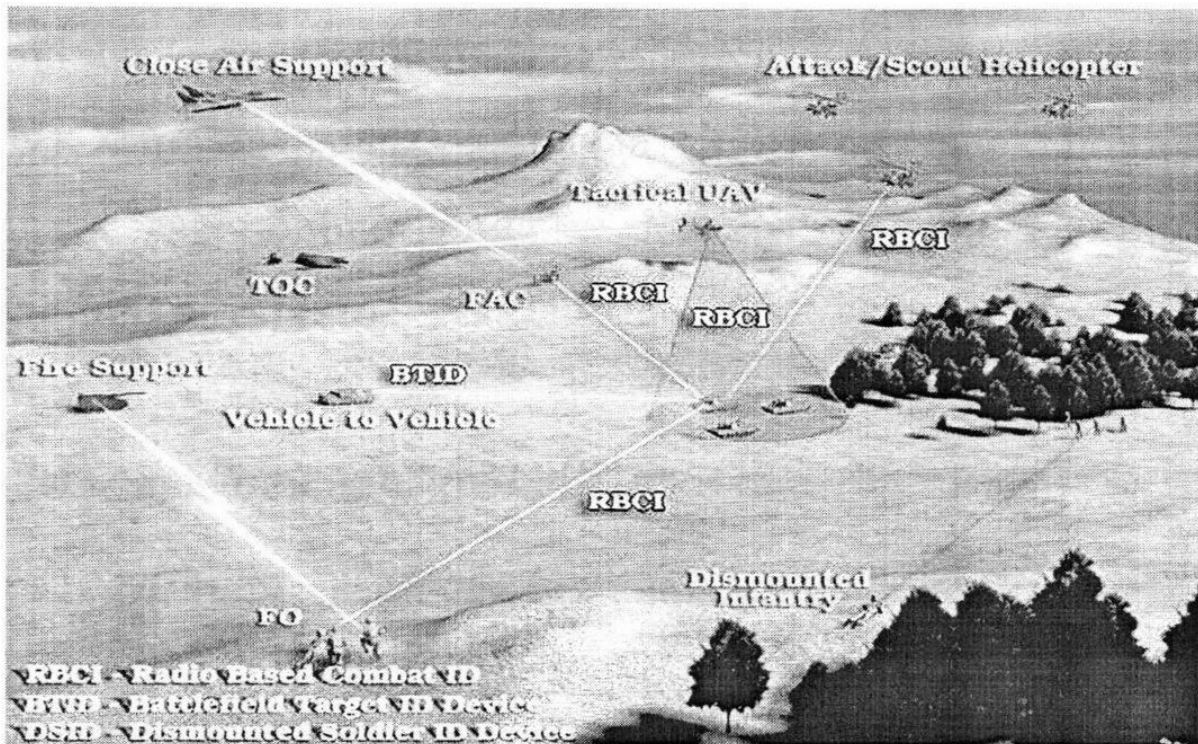 Close Air Support
Attack/Scout Helicopter
Tactical UAV
RBCI
TOC
FAC
RBCI
RBCI
Fire Support
BTID
Vehicle to Vehicle
RBCI
Dismounted
Infantry
FO
RBCI - Radio Based Combat ID
BTID - Battlefield Target ID Device
DSID - Dismounted Soldier ID Device